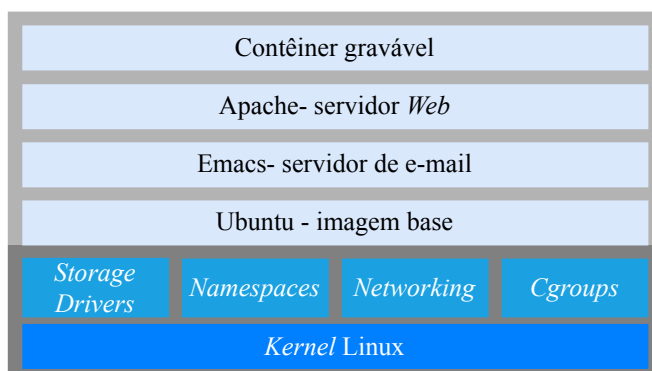 Contêiner gravável
Apache- servidor Web
Emacs- servidor de e-mail
Ubuntu - imagem base
Storage
Drivers
Namespaces
Networking
Cgroups
Kernel Linux